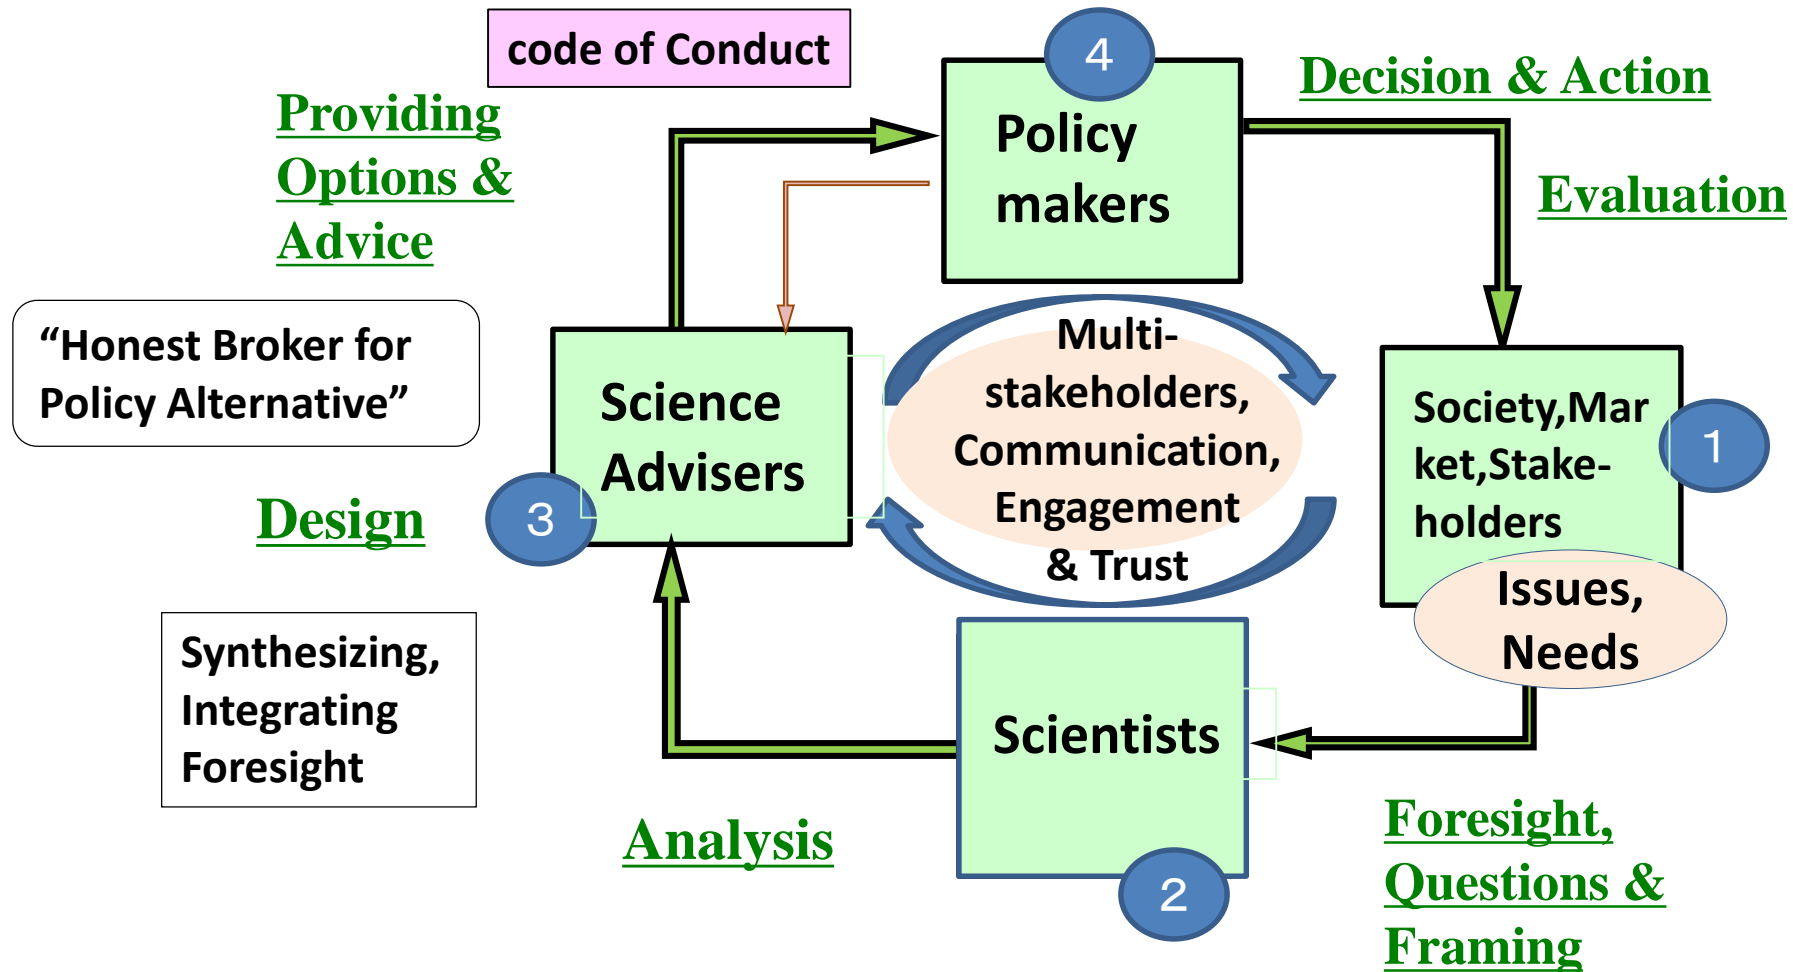 code of Conduct
4
Decision & Action
Providing
Options &
Advice
Policy
makers
Evaluation
“Honest Broker for
Policy Alternative”
Science
Advisers
3
Multi-
stakeholders,
Communication,
Engagement
& Trust
Society,Mar
ket,Stake-
holders
1
Issues,
Needs
Design
Synthesizing,
Integrating
Foresight
Scientists
2
Analysis
Foresight,
Questions &
Framing